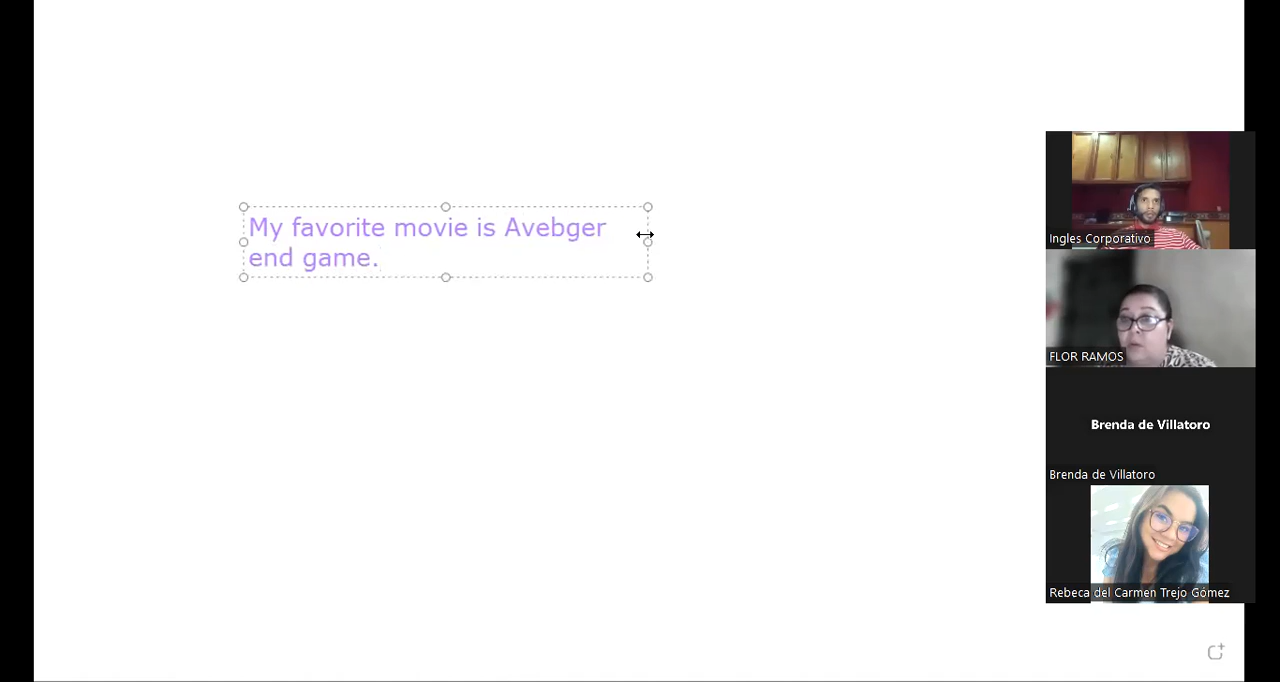 My favorite movie is Avebger
end game.
Ingles Corporativo
FLOR RAMOS
Brenda de Villatoro
Brenda de Villatoro
Rebeca del Carmen Trejo Gómez